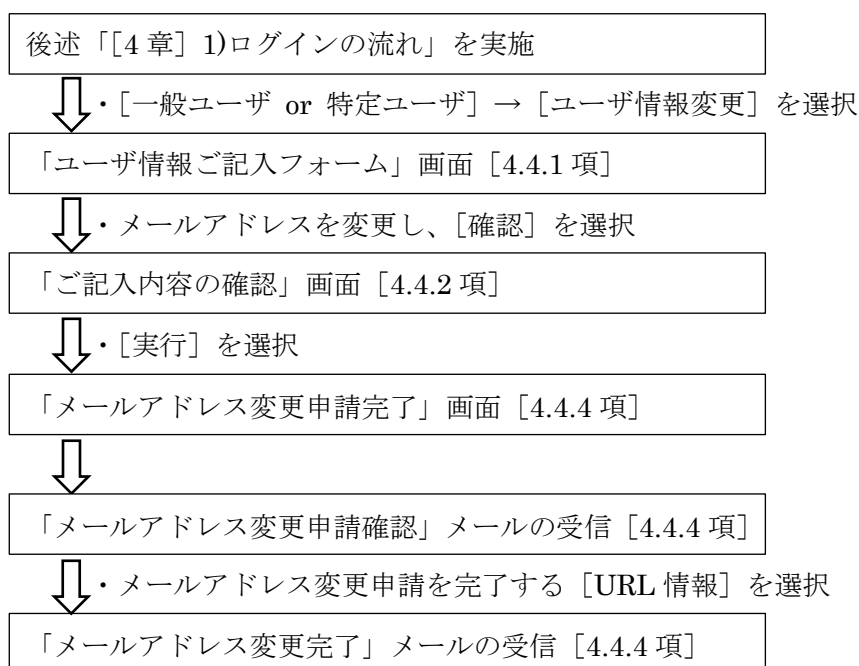 後述「[4 章］1)ログインの流れ」を実施
・［一般ユーザ or 特定ユーザ］→［ユーザ情報変更］を選択
「ユーザ情報ご記入フォーム」画面［4.4.1 項］
・メールアドレスを変更し、［確認］を選択
「ご記入内容の確認」画面［4.4.2 項］
・［実行］を選択
「メールアドレス変更申請完了」画面［4.4.4 項］
「メールアドレス変更申請確認」メールの受信［4.4.4 項］
・メールアドレス変更申請を完了する［URL 情報］を選択
「メールアドレス変更完了」メールの受信［4.4.4 項］